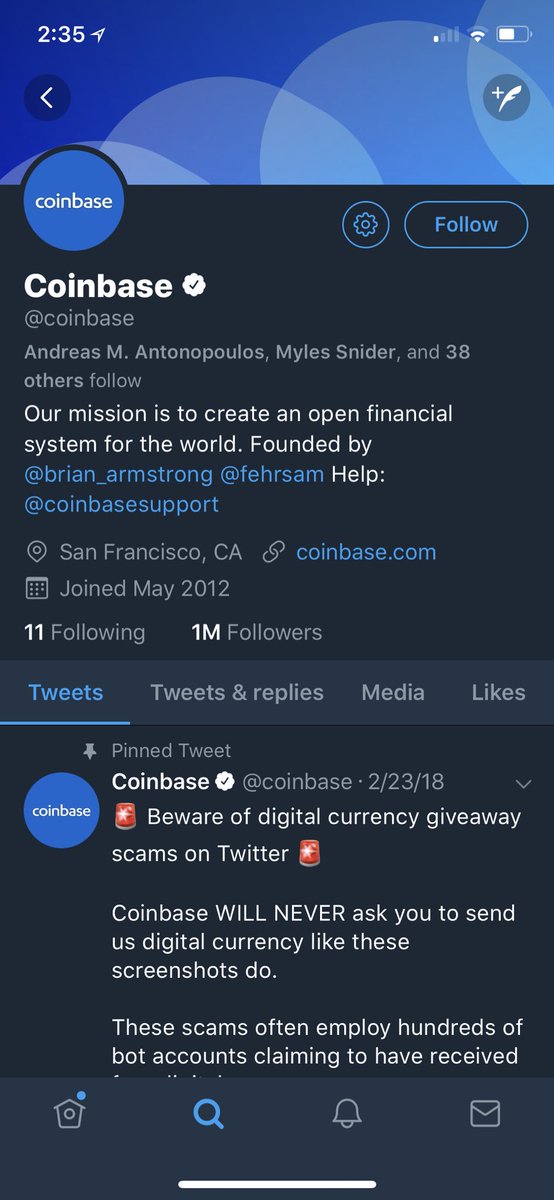 2:35
coinbase
Follow
Coinbase
@coinbase
Andreas M. Antonopoulos, Myles Snider, and 38
others follow
Our mission is to create an open financial
system for the world. Founded by
@brian_armstrong @fehrsam Help:
@coinbasesupport
San Francisco, CA coinbase.com
Joined May 2012
11 Following 1M Followers
Tweets Tweets & replies Media Likes
Pinned Tweet
coinbase
Coinbase @coinbase · 2/23/18
🚨 Beware of digital currency giveaway
scams on Twitter 🚨
Coinbase WILL NEVER ask you to send
us digital currency like these
screenshots do.
These scams often employ hundreds of
bot accounts claiming to have received